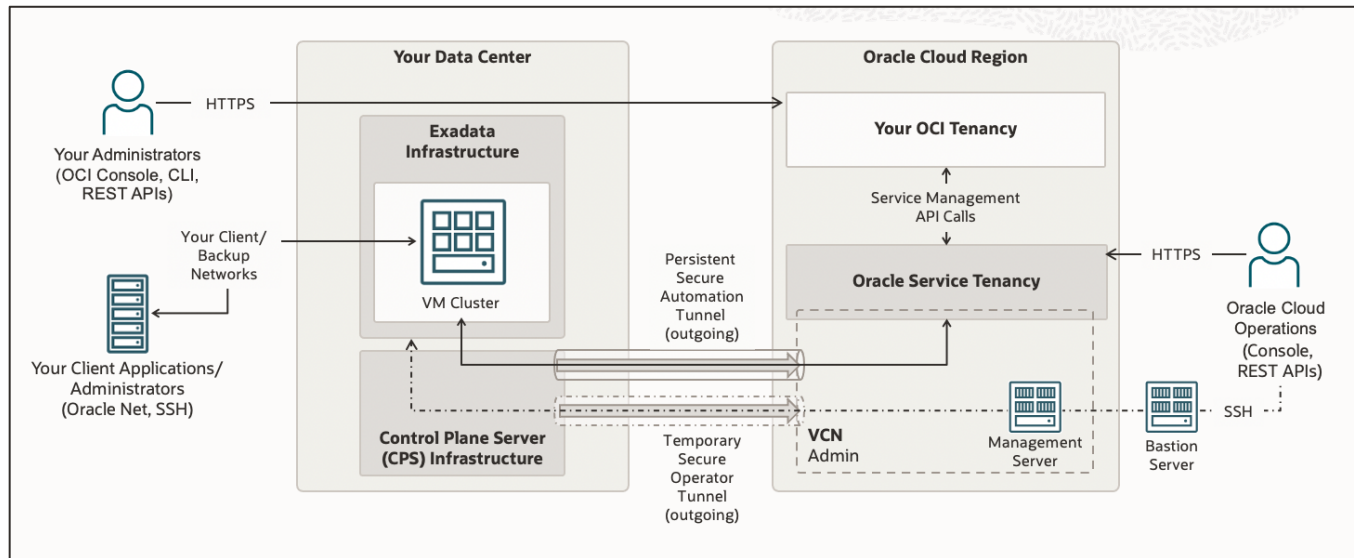 Your Data Center
Oracle Cloud Region
HTTPS
Your Administrators
(OCI Console, CLI,
REST APIs)
Exadata
Infrastructure
Your OCI Tenancy
Service Management
API Calls
Your Client/
Backup
Networks
VM Cluster
Persistent
Secure
Automation
Tunnel
(outgoing)
Oracle Service Tenancy
HTTPS
Oracle Cloud
Operations
(Console,
REST APIs)
Your Client Applications/
Administrators
(Oracle Net, SSH)
Control Plane Server
(CPS) Infrastructure
Temporary
Secure
Operator
Tunnel
(outgoing)
VCN
Admin
Management
Server
Bastion
Server
SSH